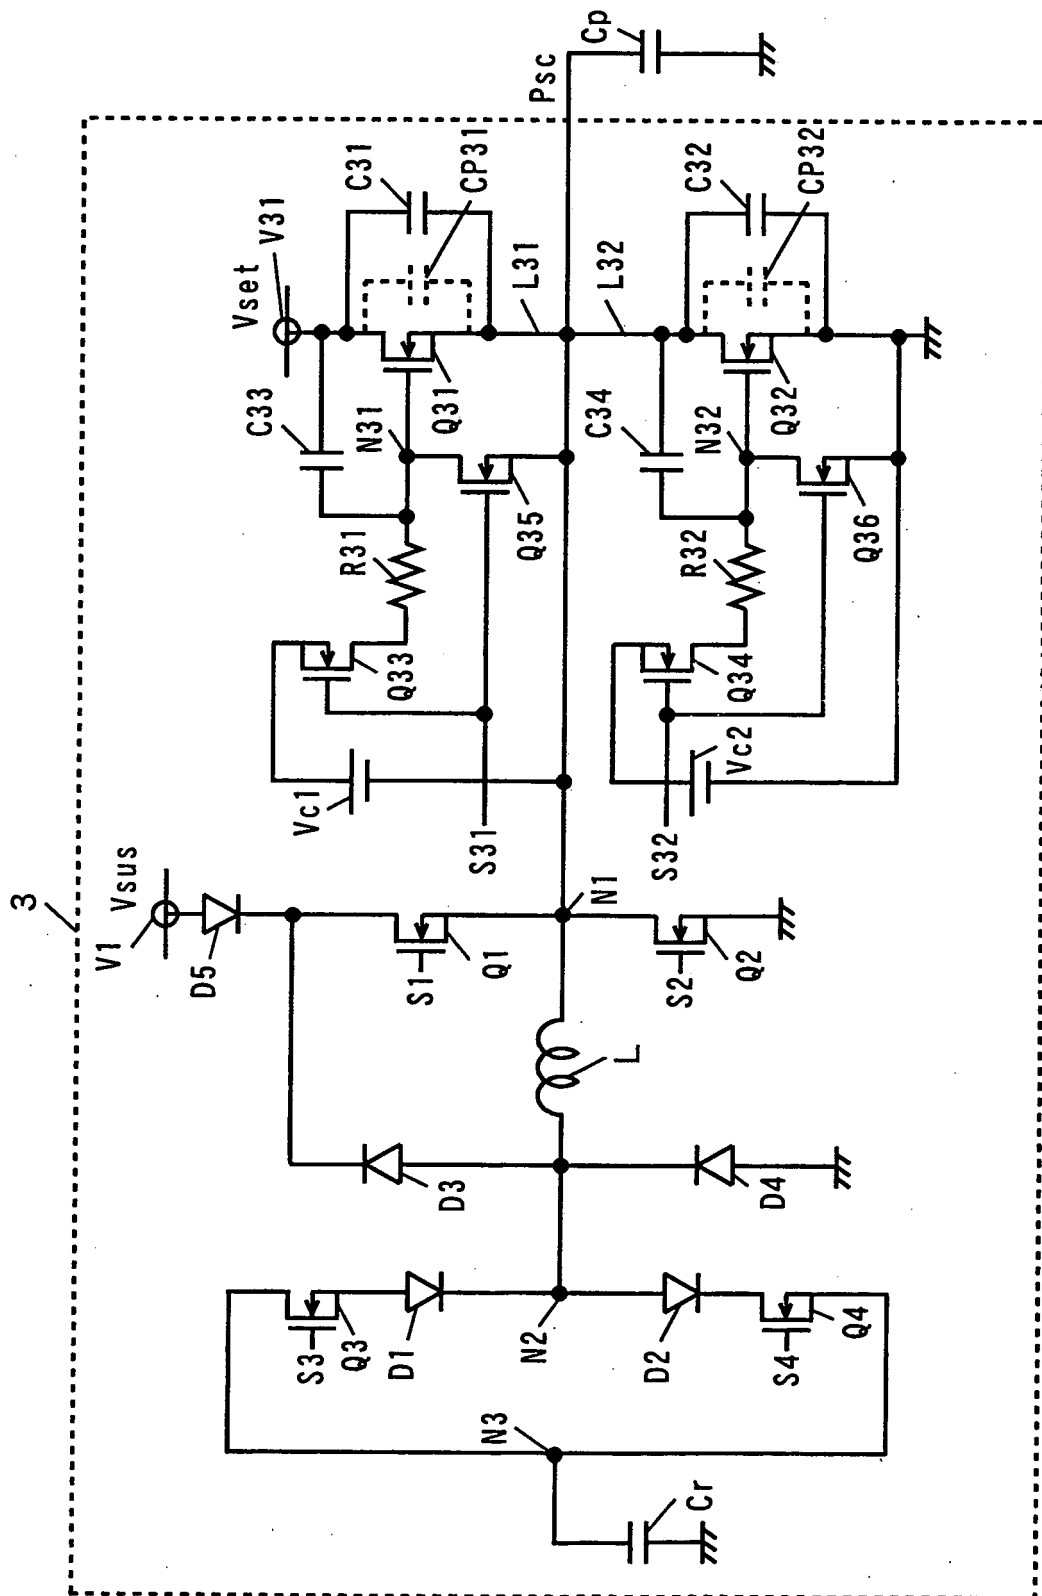 3
V1
Vsus
D5
S1
Q1
N1
S2
Q2
L
D3
D4
S3
Q3
D1
N2
D2
S4
Q4
N3
Cr
Vset
V31
C33
C31
CP31
N31
Q31
L31
R31
Q33
Q35
Vc1
S31
Psc
Cp
L32
C34
C32
CP32
N32
Q32
R32
Q34
Q36
Vc2
S32